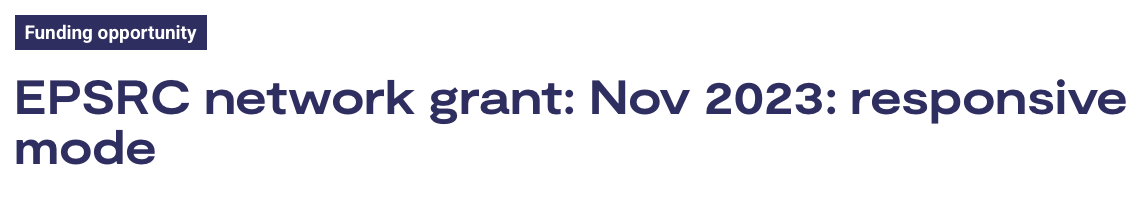 Funding opportunity
EPSRC network grant: Nov 2023: responsive
mode